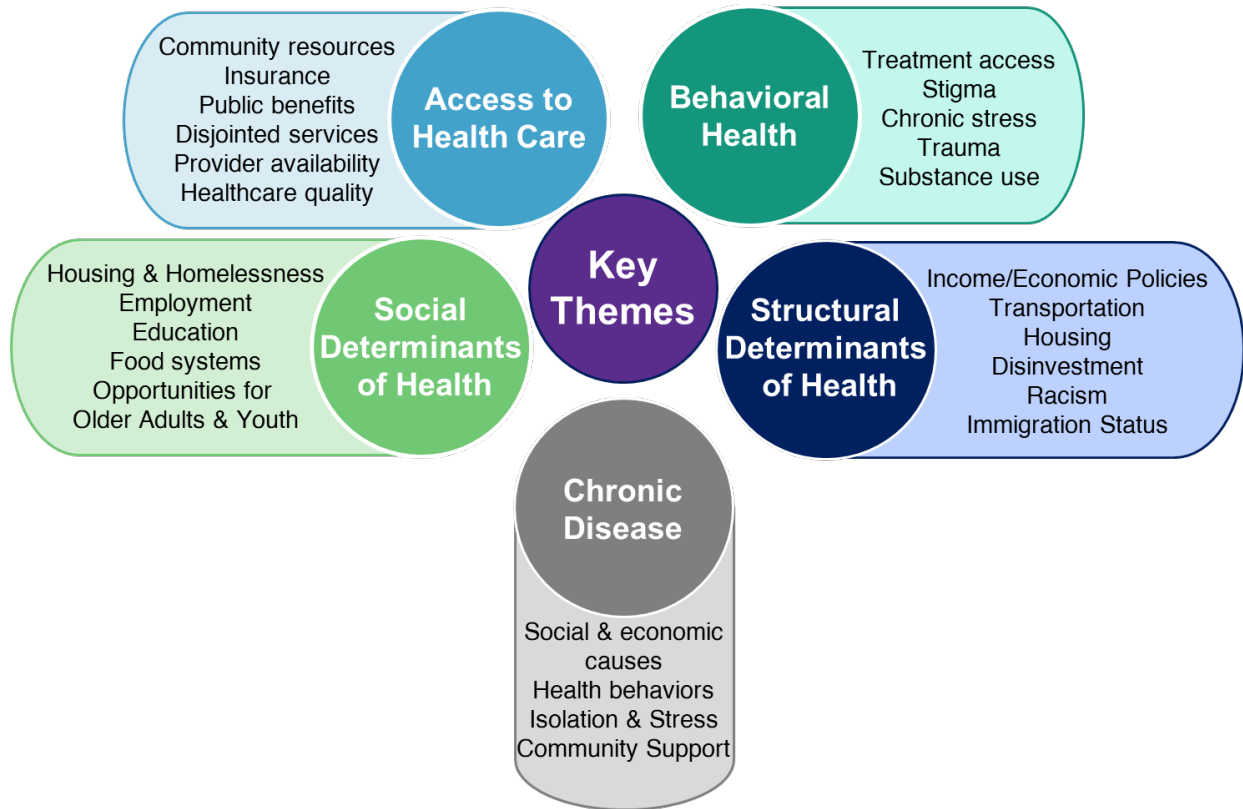 Community resources
Insurance
Public benefits
Disjointed services
Provider availability
Healthcare quality
Access to
Health Care
Behavioral
Health
Treatment access
Stigma
Chronic stress
Trauma
Substance use
Housing & Homelessness
Employment
Education
Food systems
Opportunities for
Older Adults & Youth
Social
Determinants
of Health
Key
Themes
Structural
Determinants
of Health
Income/Economic Policies
Transportation
Housing
Disinvestment
Racism
Immigration Status
Chronic
Disease
Social & economic
causes
Health behaviors
Isolation & Stress
Community Support